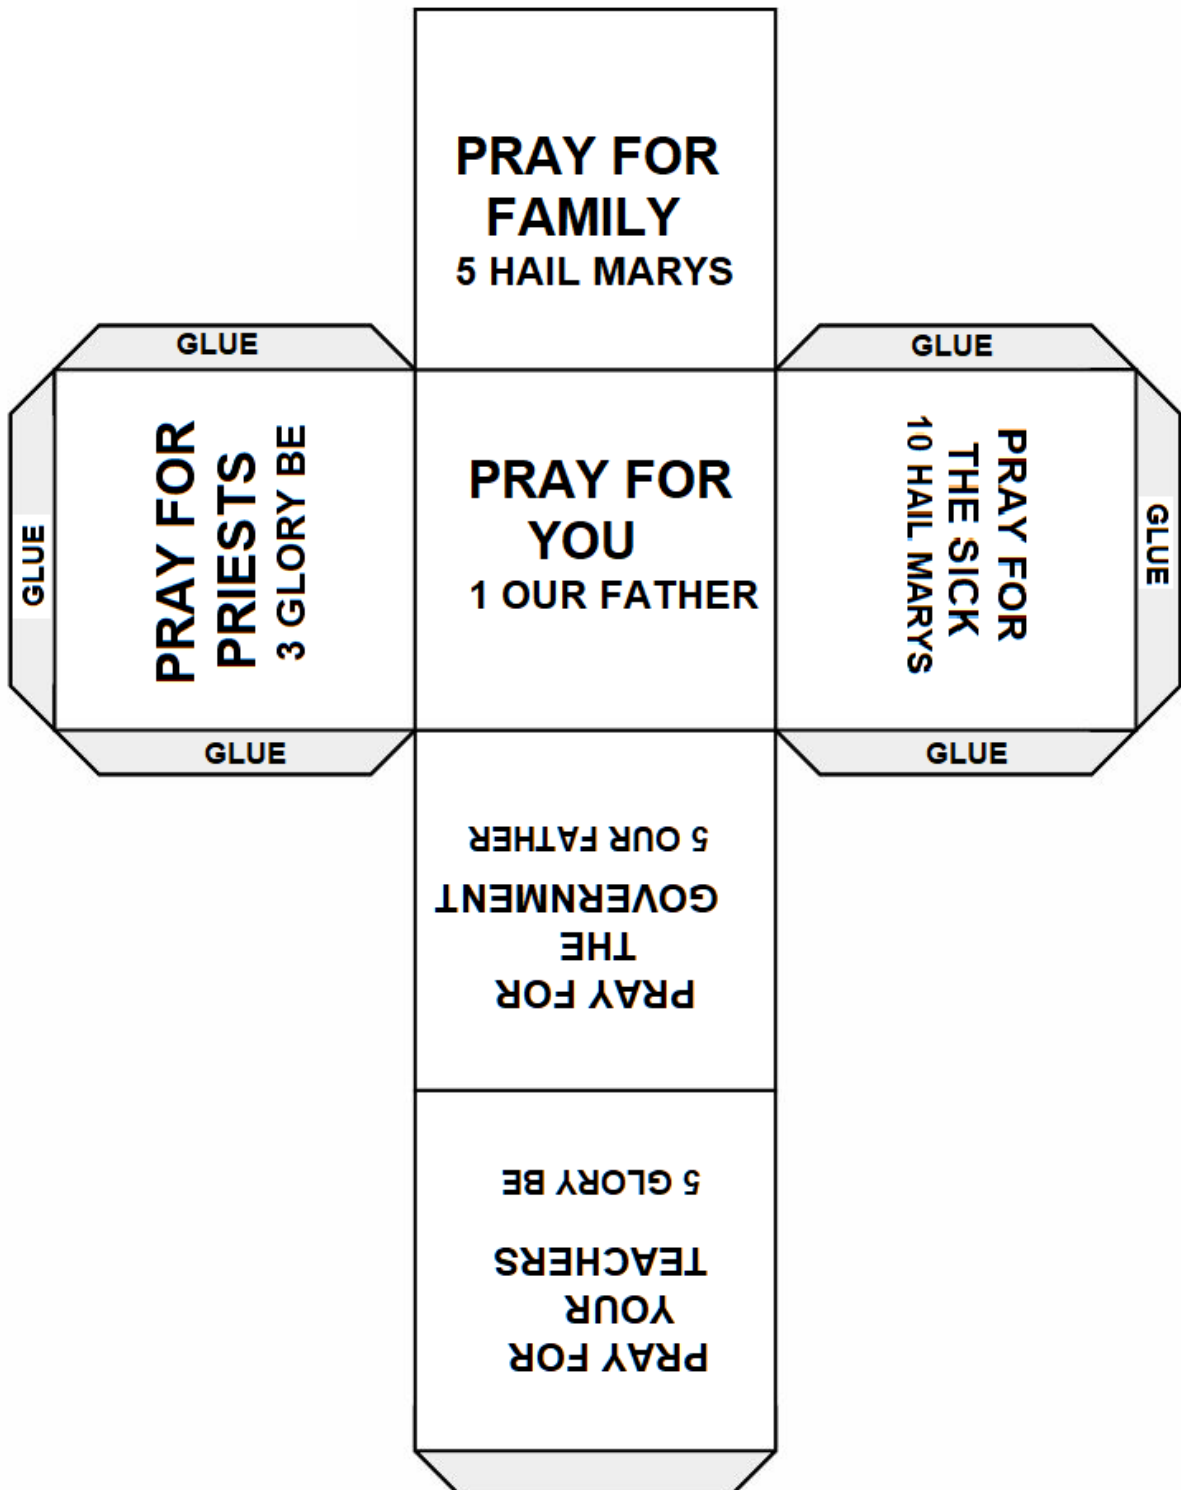 PRAY FOR
FAMILY
5 HAIL MARYS
GLUE
GLUE
GLUE
PRAY FOR
PRIESTS
3 GLORY BE
GLUE
PRAY FOR
YOU
1 OUR FATHER
PRAY FOR
THE SICK
10 HAIL MARYS
GLUE
GLUE
PRAY FOR
THE
GOVERNMENT
5 OUR FATHER
PRAY FOR
YOUR
TEACHERS
5 GLORY BE